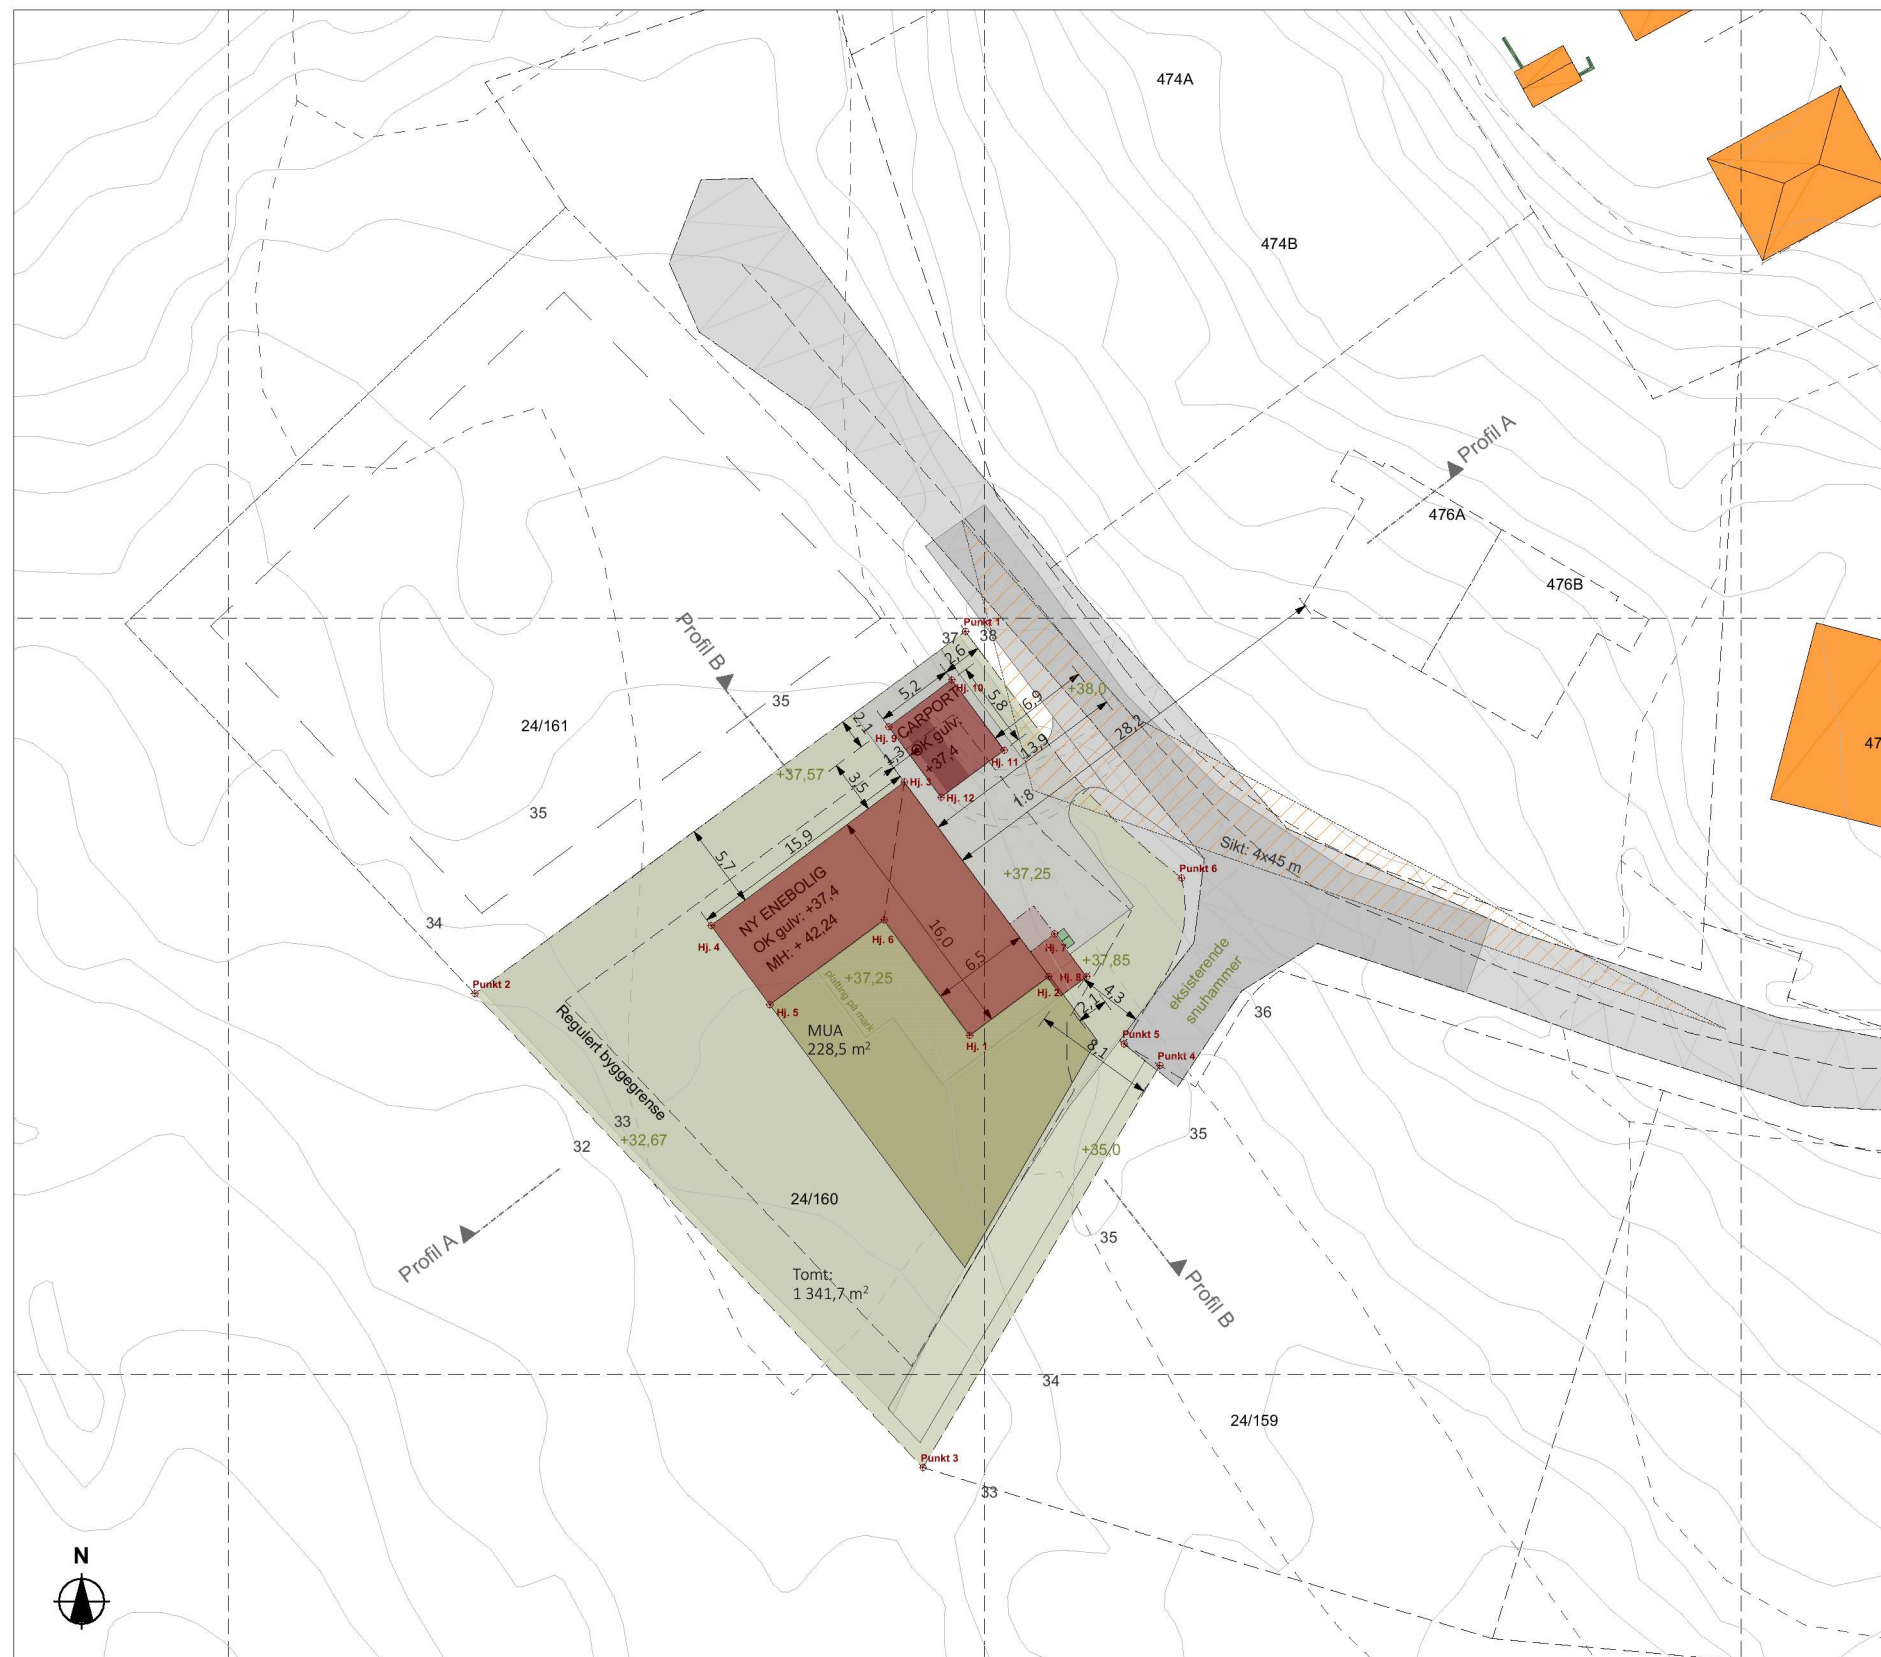 474A
474B
Profil A
476A
476B
47
Punkt 1
37
38
Profil B
2,6
5,2
Hj. 10
35
24/161
CARPORT
OK gulv:
+37,4
5,8
6,9
+38,0
2,1
Hj. 9
28,2
13,9
1,3
Hj. 11
+37,57
3,5
Hj. 3
Hj. 12
1:8
35
15,9
5,7
Sikt: 4x45 m
Punkt 6
+37,25
NY ENEBOLIG
OK gulv: +37,4
MH: + 42,24
34
Hj. 4
16,0
Hj. 6
Hj. 7
6,5
+37,85
+37,25
platting på mark
Hj. 8
eksisterende
snuhammer
Punkt 2
Hj. 2
4,3
2,1
Hj. 5
36
Regulert byggegrense
MUA
228,5 m²
Hj. 1
Punkt 5
8,1
Punkt 4
33
+32,67
32
35
+35,0
24/160
35
Profil A
Profil B
Tomt:
1 341,7 m²
34
24/159
Punkt 3
33
N